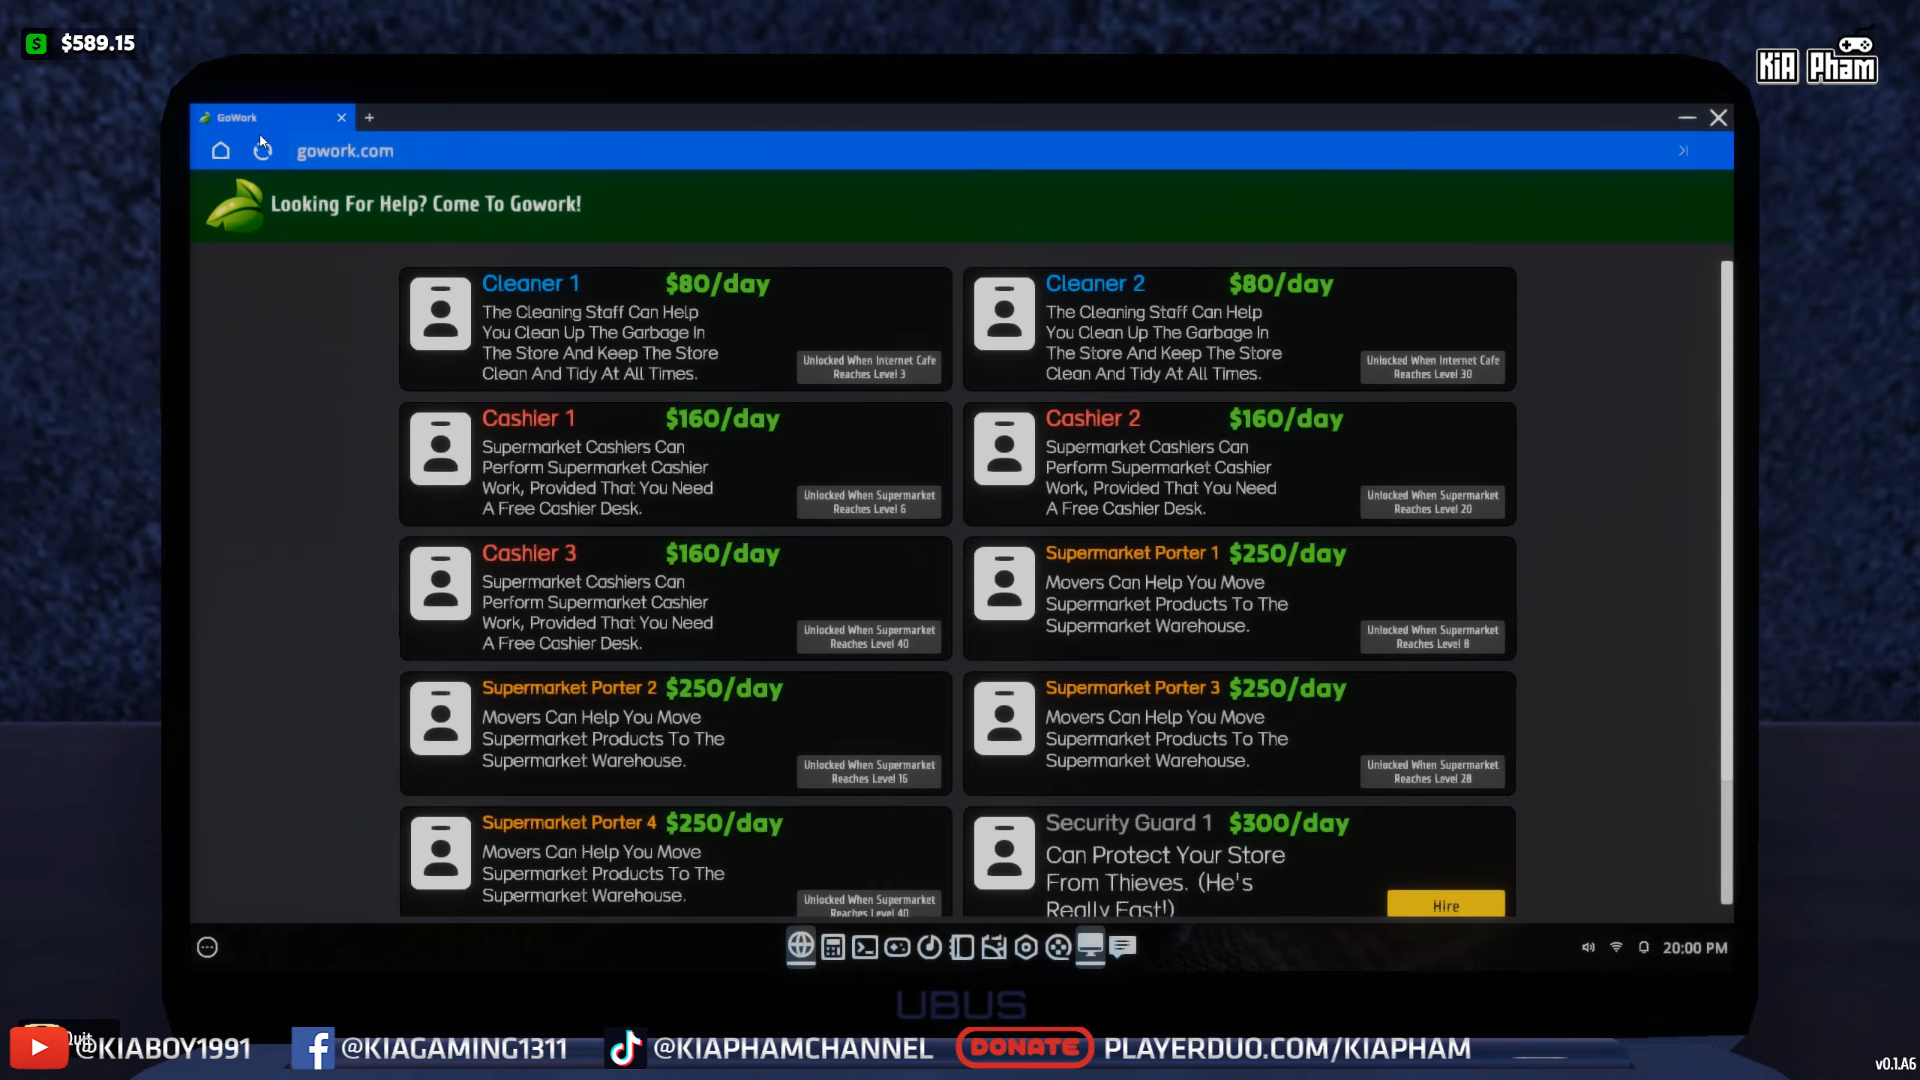 $589.15
KiA Pham
GoWork
gowork.com
Looking For Help? Come To Gowork!
Cleaner 1 $80/day
The Cleaning Staff Can Help
You Clean Up The Garbage In
The Store And Keep The Store
Clean And Tidy At All Times.
Unlocked When Internet Cafe
Reaches Level 3
Cleaner 2 $80/day
The Cleaning Staff Can Help
You Clean Up The Garbage In
The Store And Keep The Store
Clean And Tidy At All Times.
Unlocked When Internet Cafe
Reaches Level 30
Cashier 1 $160/day
Supermarket Cashiers Can
Perform Supermarket Cashier
Work, Provided That You Need
A Free Cashier Desk.
Unlocked When Supermarket
Reaches Level 6
Cashier 2 $160/day
Supermarket Cashiers Can
Perform Supermarket Cashier
Work, Provided That You Need
A Free Cashier Desk.
Unlocked When Supermarket
Reaches Level 20
Cashier 3 $160/day
Supermarket Cashiers Can
Perform Supermarket Cashier
Work, Provided That You Need
A Free Cashier Desk.
Unlocked When Supermarket
Reaches Level 40
Supermarket Porter 1 $250/day
Movers Can Help You Move
Supermarket Products To The
Supermarket Warehouse.
Unlocked When Supermarket
Reaches Level 8
Supermarket Porter 2 $250/day
Movers Can Help You Move
Supermarket Products To The
Supermarket Warehouse.
Unlocked When Supermarket
Reaches Level 16
Supermarket Porter 3 $250/day
Movers Can Help You Move
Supermarket Products To The
Supermarket Warehouse.
Unlocked When Supermarket
Reaches Level 28
Supermarket Porter 4 $250/day
Movers Can Help You Move
Supermarket Products To The
Supermarket Warehouse.
Unlocked When Supermarket
Reaches Level 40
Security Guard 1 $300/day
Can Protect Your Store
From Thieves. (He's
Really Fast!)
Hire
20:00 PM
UBUS
Quit
@KIABOY1991
@KIAGAMING1311
@KIAPHAMCHANNEL
DONATE
PLAYERDUO.COM/KIAPHAM
v0.1.A6